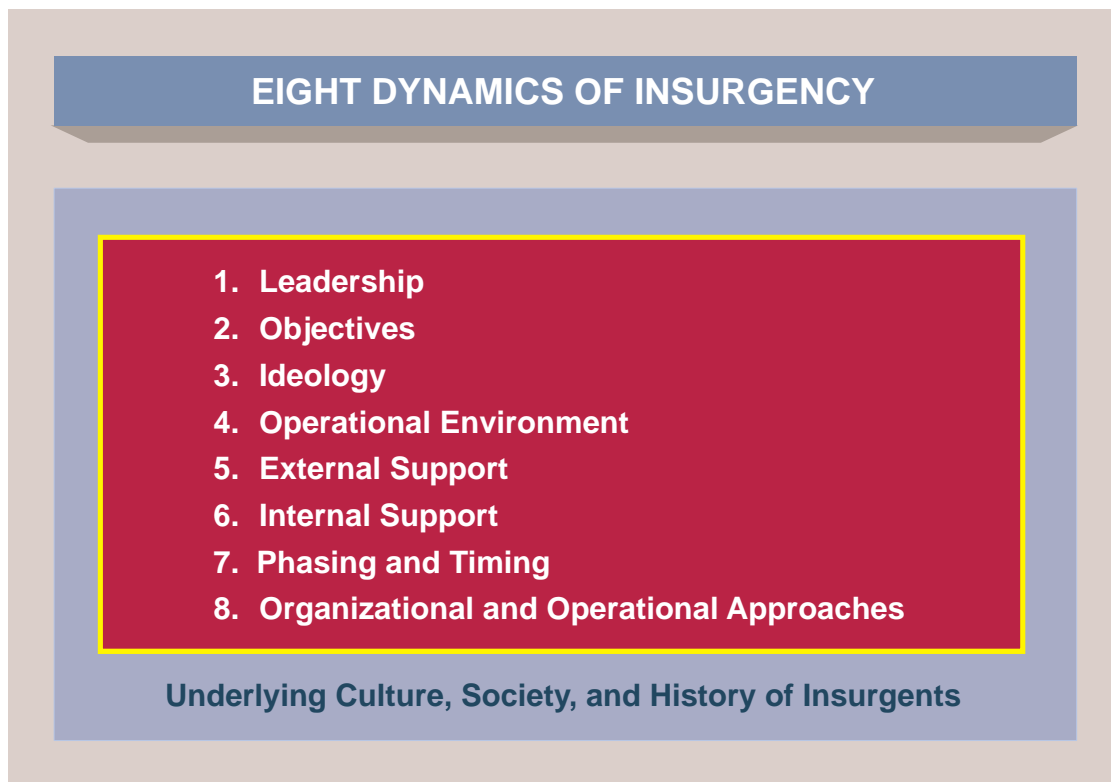 EIGHT DYNAMICS OF INSURGENCY
1. Leadership
2. Objectives
3. Ideology
4. Operational Environment
5. External Support
6. Internal Support
7. Phasing and Timing
8. Organizational and Operational Approaches
Underlying Culture, Society, and History of Insurgents